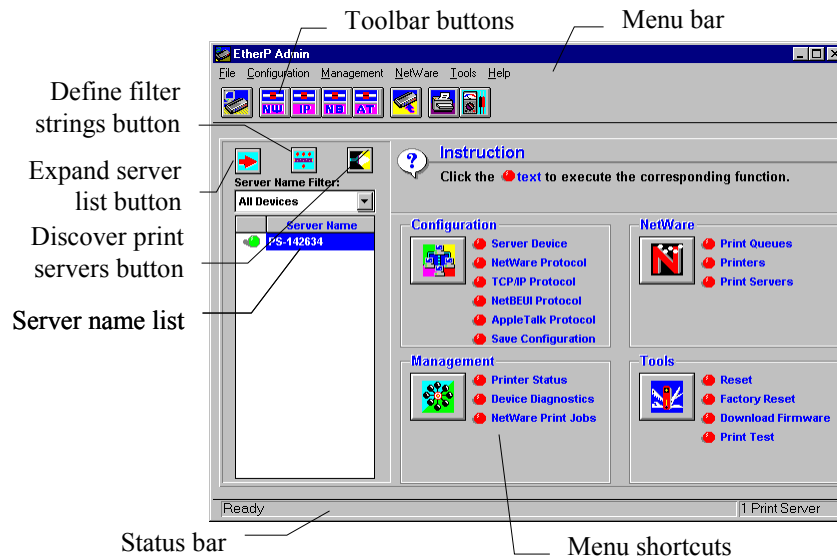 Toolbar buttons
Menu bar
EtherP Admin
File Configuration Management NetWare Tools Help
NW IP NB AT
Define filter
strings button
Expand server
list button
Discover print
servers button
Server name list
Server Name Filter:
All Devices
Server Name
PS-142634
? Instruction
Click the text to execute the corresponding function.
Configuration
Server Device
NetWare Protocol
TCP/IP Protocol
NetBEUI Protocol
AppleTalk Protocol
Save Configuration
NetWare
N
Print Queues
Printers
Print Servers
Management
Printer Status
Device Diagnostics
NetWare Print Jobs
Tools
Reset
Factory Reset
Download Firmware
Print Test
Ready
1 Print Server
Status bar
Menu shortcuts